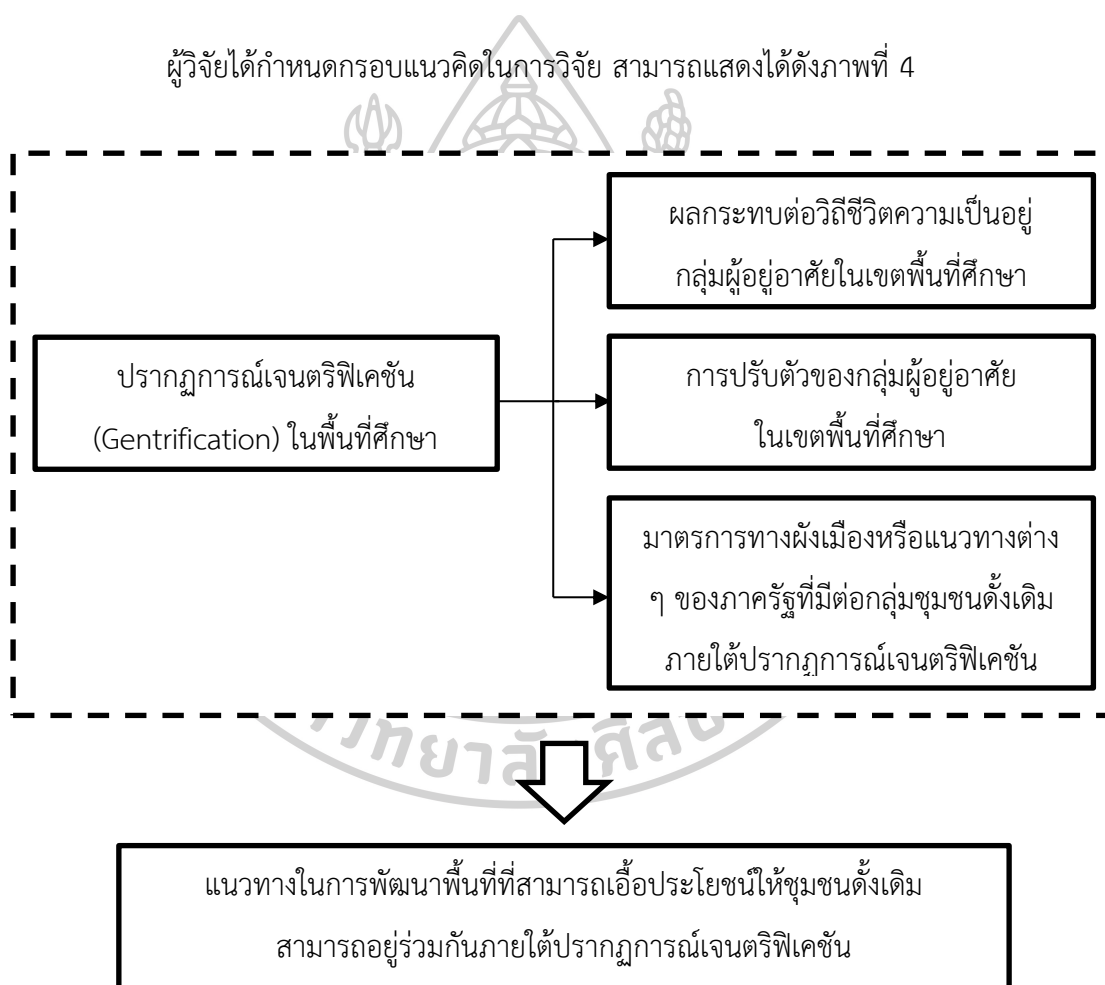 ผู้วิจัยได้กำหนดกรอบแนวคิดในการวิจัย สามารถแสดงได้ดังภาพที่ 4
ผลกระทบต่อวิถีชีวิตความเป็นอยู่
กลุ่มผู้อยู่อาศัยในเขตพื้นที่ศึกษา
ปรากฏการณ์เจนตริฟิเคชัน
(Gentrification) ในพื้นที่ศึกษา
การปรับตัวของกลุ่มผู้อยู่อาศัย
ในเขตพื้นที่ศึกษา
มาตรการทางผังเมืองหรือแนวทางต่าง
ๆ ของภาครัฐที่มีต่อกลุ่มชุมชนดั้งเดิม
ภายใต้ปรากฏการณ์เจนตริฟิเคชัน
แนวทางในการพัฒนาพื้นที่ที่สามารถเอื้อประโยชน์ให้ชุมชนดั้งเดิม
สามารถอยู่ร่วมกันภายใต้ปรากฏการณ์เจนตริฟิเคชัน